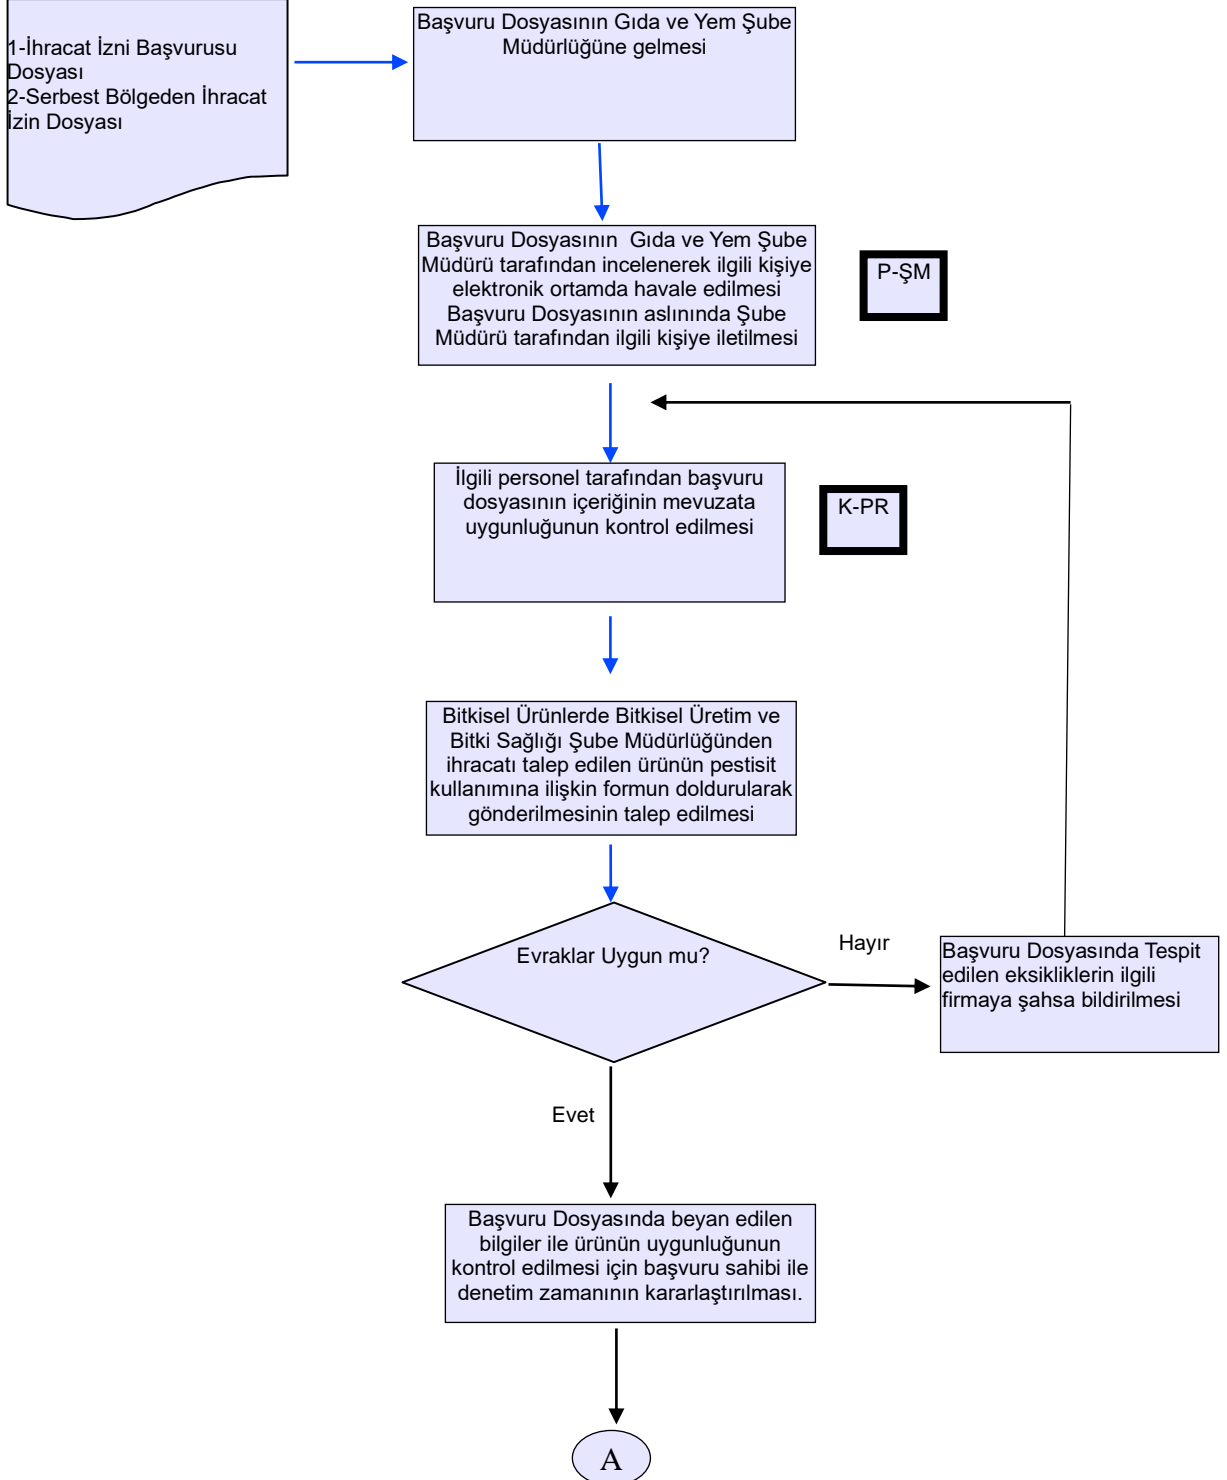 1-İhracat İzni Başvurusu
Dosyası
2-Serbest Bölgeden İhracat
İzin Dosyası
Başvuru Dosyasının Gıda ve Yem Şube
Müdürlüğüne gelmesi
Başvuru Dosyasının Gıda ve Yem Şube
Müdürü tarafından incelenerek ilgili kişiye
elektronik ortamda havale edilmesi
Başvuru Dosyasının aslınında Şube
Müdürü tarafından ilgili kişiye iletilmesi
P-ŞM
İlgili personel tarafından başvuru
dosyasının içeriğinin mevuzata
uygunluğunun kontrol edilmesi
K-PR
Bitkisel Ürünlerde Bitkisel Üretim ve
Bitki Sağlığı Şube Müdürlüğünden
ihracatı talep edilen ürünün pestisit
kullanımına ilişkin formun doldurularak
gönderilmesinin talep edilmesi
Evraklar Uygun mu?
Hayır
Başvuru Dosyasında Tespit
edilen eksikliklerin ilgili
firmaya şahsa bildirilmesi
Evet
Başvuru Dosyasında beyan edilen
bilgiler ile ürünün uygunluğunun
kontrol edilmesi için başvuru sahibi ile
denetim zamanının kararlaştırılması.
A